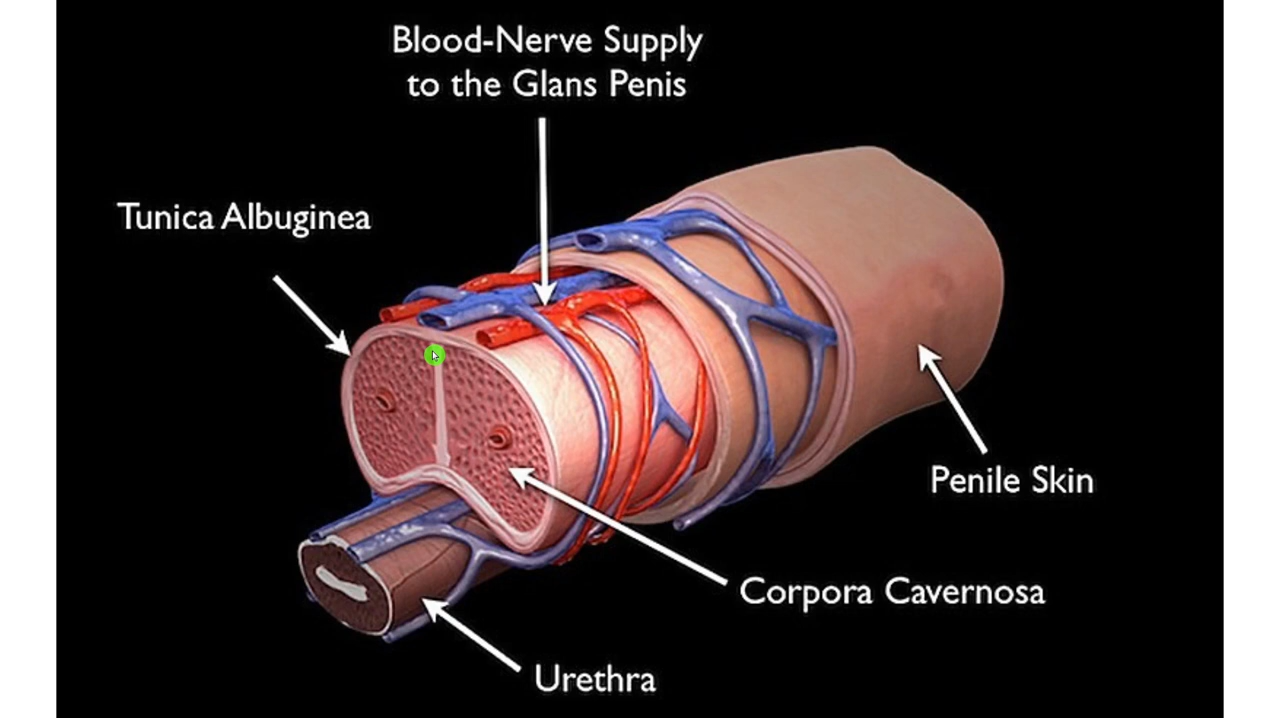 Blood-Nerve Supply
to the Glans Penis
Tunica Albuginea
Penile Skin
Corpora Cavernosa
Urethra